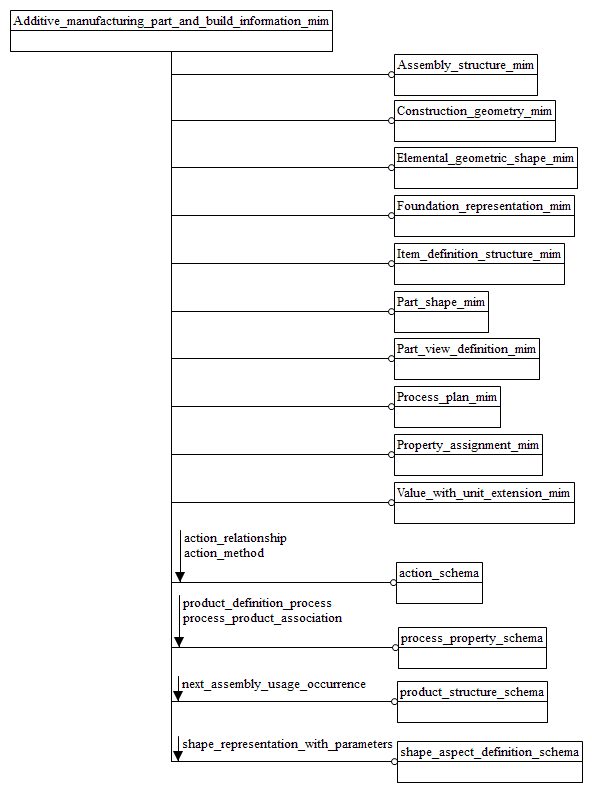 Additive_manufacturing_part_and_build_information_mim
Assembly_structure_mim
Construction_geometry_mim
Elemental_geometric_shape_mim
Foundation_representation_mim
Item_definition_structure_mim
Part_shape_mim
Part_view_definition_mim
Process_plan_mim
Property_assignment_mim
Value_with_unit_extension_mim
action_relationship
action_method
action_schema
product_definition_process
process_product_association
process_property_schema
next_assembly_usage_occurrence
product_structure_schema
shape_representation_with_parameters
shape_aspect_definition_schema